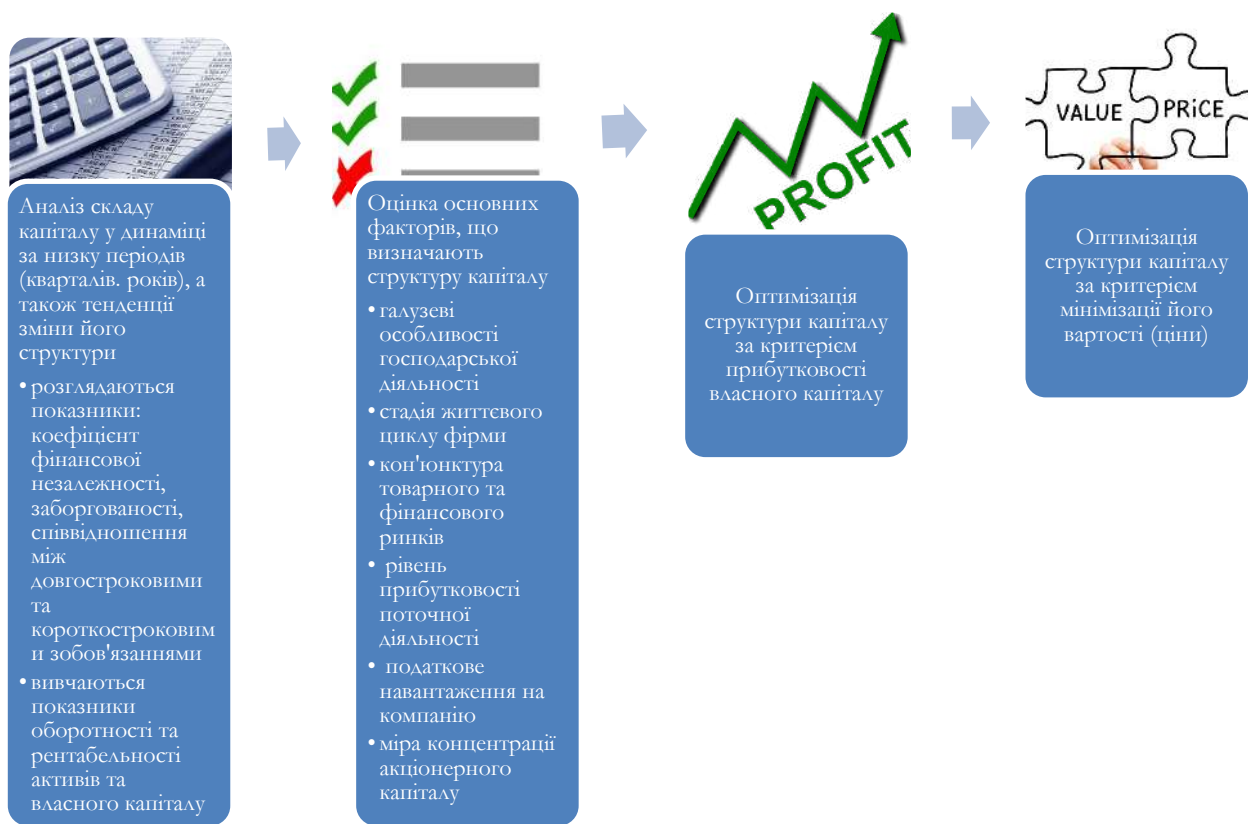 Аналіз складу
капіталу у динаміці
за низку періодів
(кварталів. років), а
також тенденції
зміни його
структури
• розглядаються
показники:
коефіцієнт
фінансової
незалежності,
заборгованості,
співвідношення
між
довгостроковими
та
короткостроковим
и зобов'язаннями
• вивчаються
показники
оборотності та
рентабельності
активів та
власного капіталу
Оцінка основних
факторів, що
визначають
структуру капіталу
• галузеві
особливості
господарської
діяльності
• стадія життєвого
циклу фірми
• кон'юнктура
товарного та
фінансового
ринків
• рівень
прибутковості
поточної
діяльності
• податкове
навантаження на
компанію
• міра концентрації
акціонерного
капіталу
PROFIT
Оптимізація
структури капіталу
за критерієм
прибутковості
власного капіталу
VALUE PRiCE
Оптимізація
структури капіталу
за критерієм
мінімізації його
вартості (ціни)